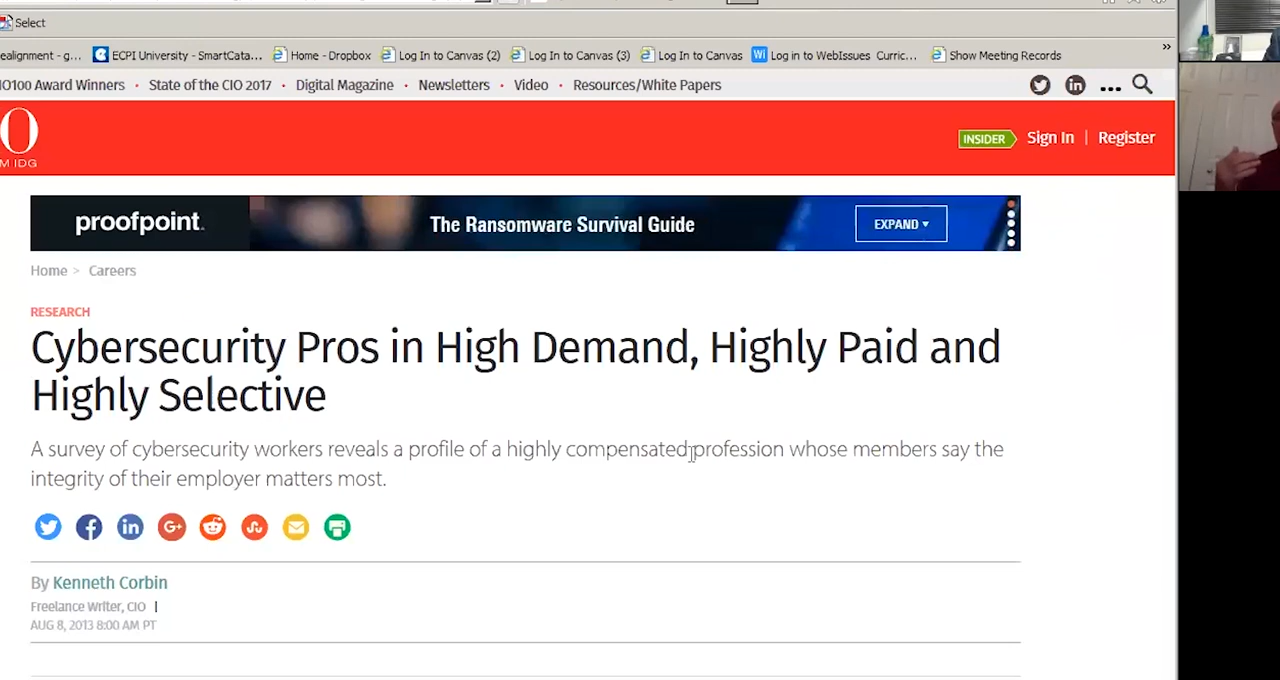 Select
ealignment - g...
ECPI University - SmartCata...
Home - Dropbox
Log In to Canvas (2)
Log In to Canvas (3)
Log In to Canvas
Wi
Log in to WebIssues Curric...
Show Meeting Records
»
IO100 Award Winners • State of the CIO 2017 • Digital Magazine • Newsletters • Video • Resources/White Papers
O
M IDG
INSIDER Sign In | Register
proofpoint.
The Ransomware Survival Guide
EXPAND
Home > Careers
RESEARCH
Cybersecurity Pros in High Demand, Highly Paid and
Highly Selective
A survey of cybersecurity workers reveals a profile of a highly compensated profession whose members say the
integrity of their employer matters most.
By Kenneth Corbin
Freelance Writer, CIO |
AUG 8, 2013 8:00 AM PT